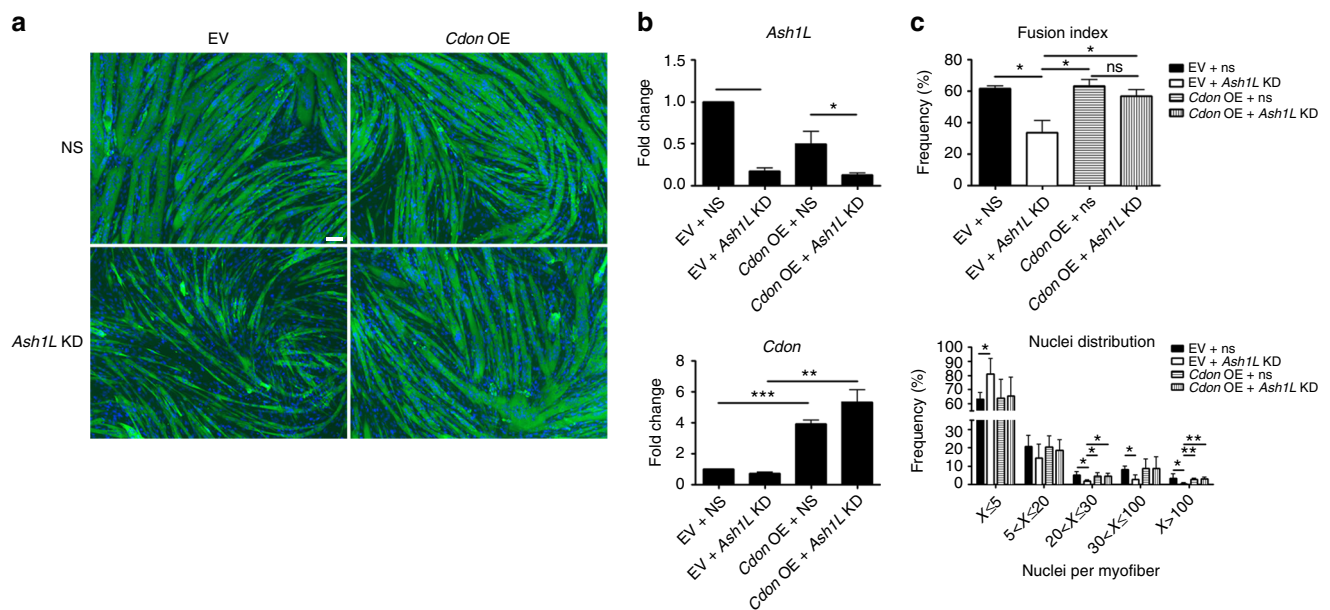 a
EV
Cdon OE
NS
Ash1L KD
b
Ash1L
Fold change
1.5
1.0
0.5
0.0
*
EV + NS
EV + Ash1L KD
Cdon OE + NS
Cdon OE + Ash1L KD
Cdon
Fold change
8
6
4
2
0
***
**
EV + NS
EV + Ash1L KD
Cdon OE + NS
Cdon OE + Ash1L KD
c
Fusion index
Frequency (%)
80
60
40
20
0
*
*
*
ns
EV + NS
EV + Ash1L KD
Cdon OE + ns
Cdon OE + Ash1L KD
EV + ns
EV + Ash1L KD
Cdon OE + ns
Cdon OE + Ash1L KD
Nuclei distribution
Frequency (%)
100
90
80
70
60
30
20
10
0
*
*
*
*
*
*
**
**
X≤5
5<X≤20
20<X≤30
30<X≤100
X>100
Nuclei per myofiber
EV + ns
EV + Ash1L KD
Cdon OE + ns
Cdon OE + Ash1L KD